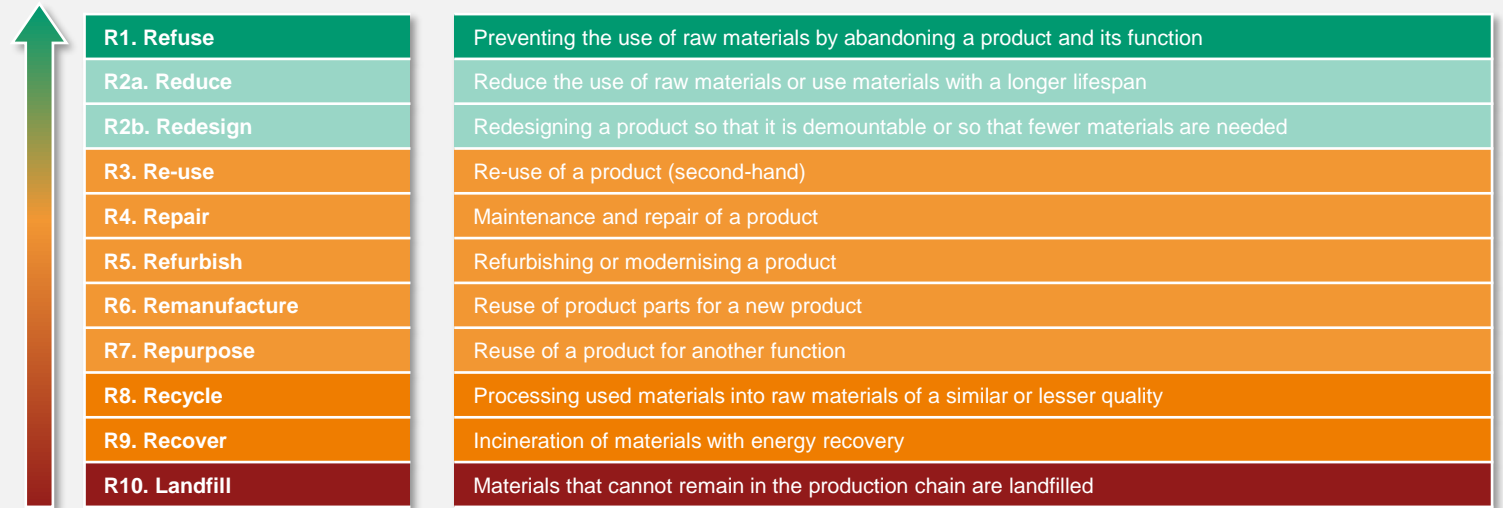 R1. Refuse Preventing the use of raw materials by abandoning a product and its function
R2a. Reduce Reduce the use of raw materials or use materials with a longer lifespan
R2b. Redesign Redesigning a product so that it is demountable or so that fewer materials are needed
R3. Re-use Re-use of a product (second-hand)
R4. Repair Maintenance and repair of a product
R5. Refurbish Refurbishing or modernising a product
R6. Remanufacture Reuse of product parts for a new product
R7. Repurpose Reuse of a product for another function
R8. Recycle Processing used materials into raw materials of a similar or lesser quality
R9. Recover Incineration of materials with energy recovery
R10. Landfill Materials that cannot remain in the production chain are landfilled